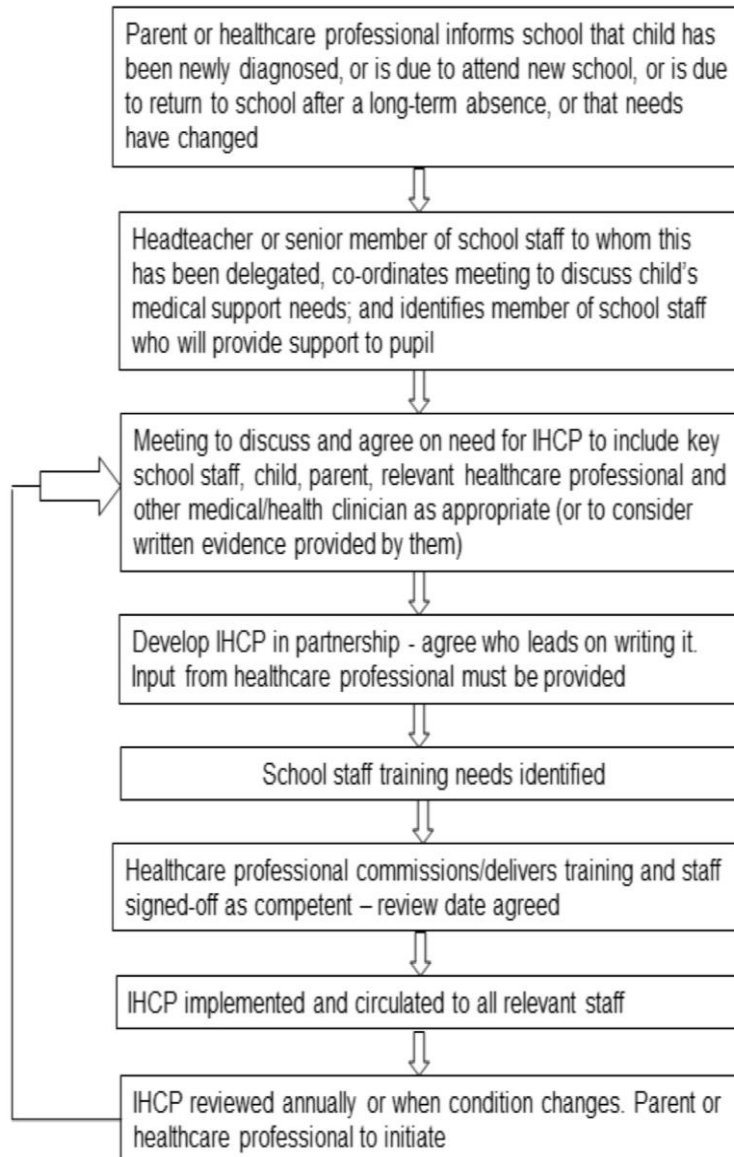 Parent or healthcare professional informs school that child has
been newly diagnosed, or is due to attend new school, or is due
to return to school after a long-term absence, or that needs
have changed
Headteacher or senior member of school staff to whom this
has been delegated, co-ordinates meeting to discuss child's
medical support needs; and identifies member of school staff
who will provide support to pupil
Meeting to discuss and agree on need for IHCP to include key
school staff, child, parent, relevant healthcare professional and
other medical/health clinician as appropriate (or to consider
written evidence provided by them)
Develop IHCP in partnership - agree who leads on writing it.
Input from healthcare professional must be provided
School staff training needs identified
Healthcare professional commissions/delivers training and staff
signed-off as competent – review date agreed
IHCP implemented and circulated to all relevant staff
IHCP reviewed annually or when condition changes. Parent or
healthcare professional to initiate